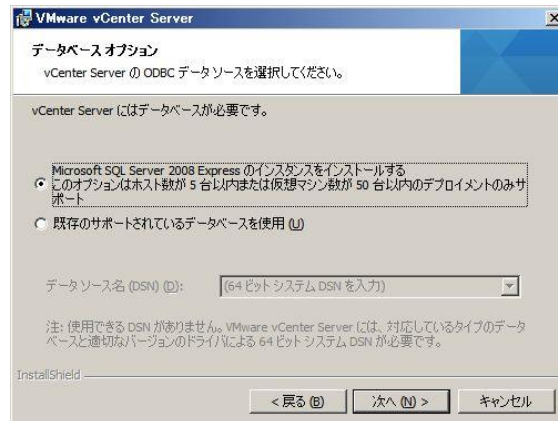 VMware vCenter Server
データベース オプション
vCenter Server の ODBC データ ソースを選択してください。
vCenter Server にはデータベースが必要です。
Microsoft SQL Server 2008 Express のインスタンスをインストールする
このオプションはホスト数が 5 台以内または仮想マシン数が 50 台以内のデプロイメントのみサ
ポート
既存のサポートされているデータベースを使用 (U)
データ ソース名 (DSN) (D):
(64 ビット システム DSN を入力)
注: 使用できる DSN がありません。VMware vCenter Server には、対応しているタイプのデータ
ベースと適切なバージョンのドライバによる 64 ビット システム DSN が必要です。
InstallShield
< 戻る (B)
次へ (N) >
キャンセル